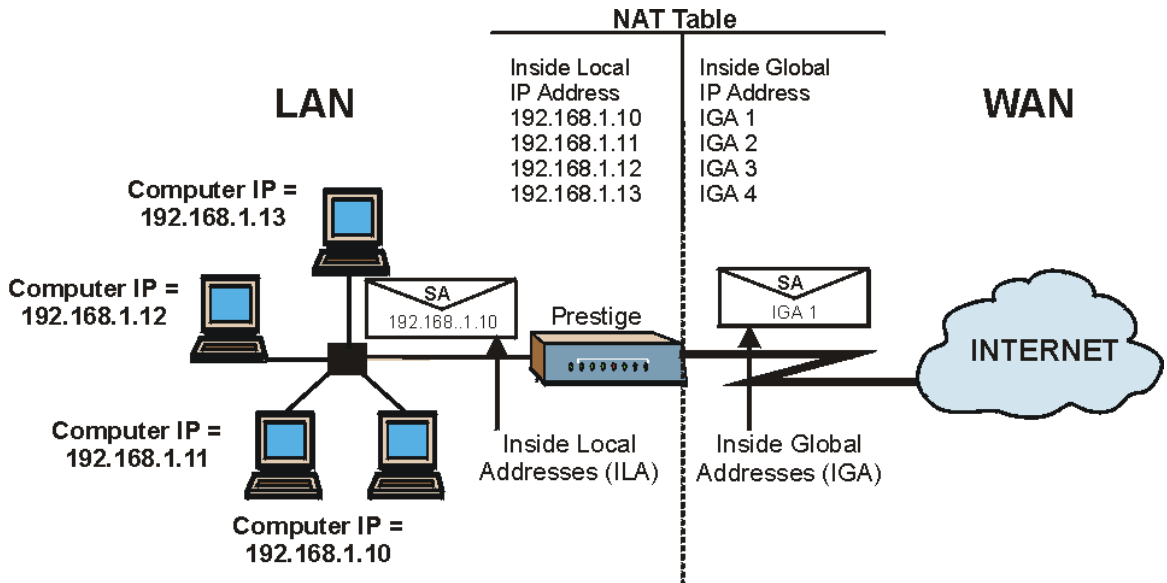 NAT Table
Inside Local
IP Address
192.168.1.10
192.168.1.11
192.168.1.12
192.168.1.13
Inside Global
IP Address
IGA 1
IGA 2
IGA 3
IGA 4
LAN
WAN
Computer IP =
192.168.1.13
Computer IP =
192.168.1.12
SA
192.168..1.10
Prestige
SA
IGA 1
INTERNET
Computer IP =
192.168.1.11
Inside Local
Addresses (ILA)
Inside Global
Addresses (IGA)
Computer IP =
192.168.1.10